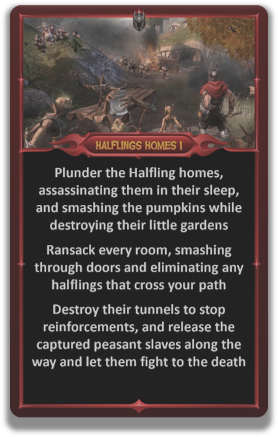 HALFLINGS HOMES I
Plunder the Halfling homes,
assassinating them in their sleep,
and smashing the pumpkins while
destroying their little gardens
Ransack every room, smashing
through doors and eliminating any
halflings that cross your path
Destroy their tunnels to stop
reinforcements, and release the
captured peasant slaves along the
way and let them fight to the death